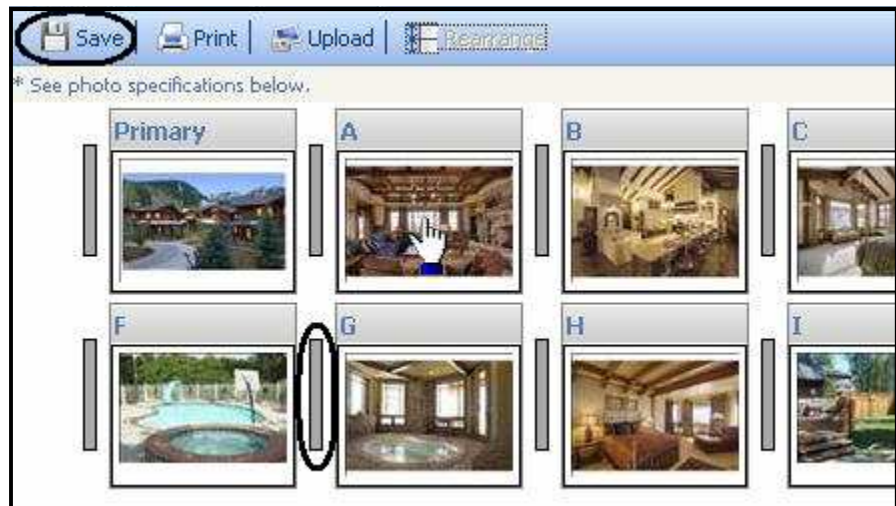 Save | Print | Upload | Rearrange
* See photo specifications below.
Primary A B C
F G H I